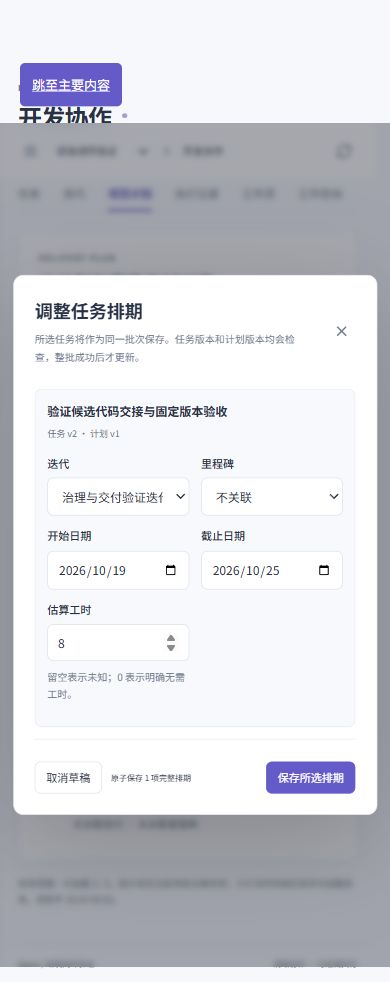 跳至主要内容
开发协作
调整任务排期
所选任务将作为同一批次保存。任务版本和计划版本均会检
查，整批成功后才更新。
验证候选代码交接与固定版本验收
任务 v2 · 计划 v1
迭代
里程碑
治理与交付验证迭
不关联
开始日期
截止日期
2026/10/19
2026/10/25
估算工时
8
留空表示未知；0 表示明确无需
工时。
取消草稿
原子保存 1 项完整排期
保存所选排期